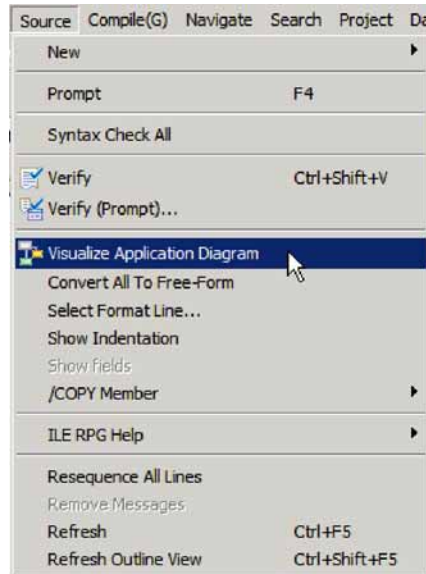 Source Compile(G) Navigate Search Project Da
New
Prompt F4
Syntax Check All
Verify Ctrl+Shift+V
Verify (Prompt)...
Visualize Application Diagram
Convert All To Free-Form
Select Format Line...
Show Indentation
Show fields
/COPY Member
ILE RPG Help
Resequence All Lines
Remove Messages
Refresh Ctrl+F5
Refresh Outline View Ctrl+Shift+F5